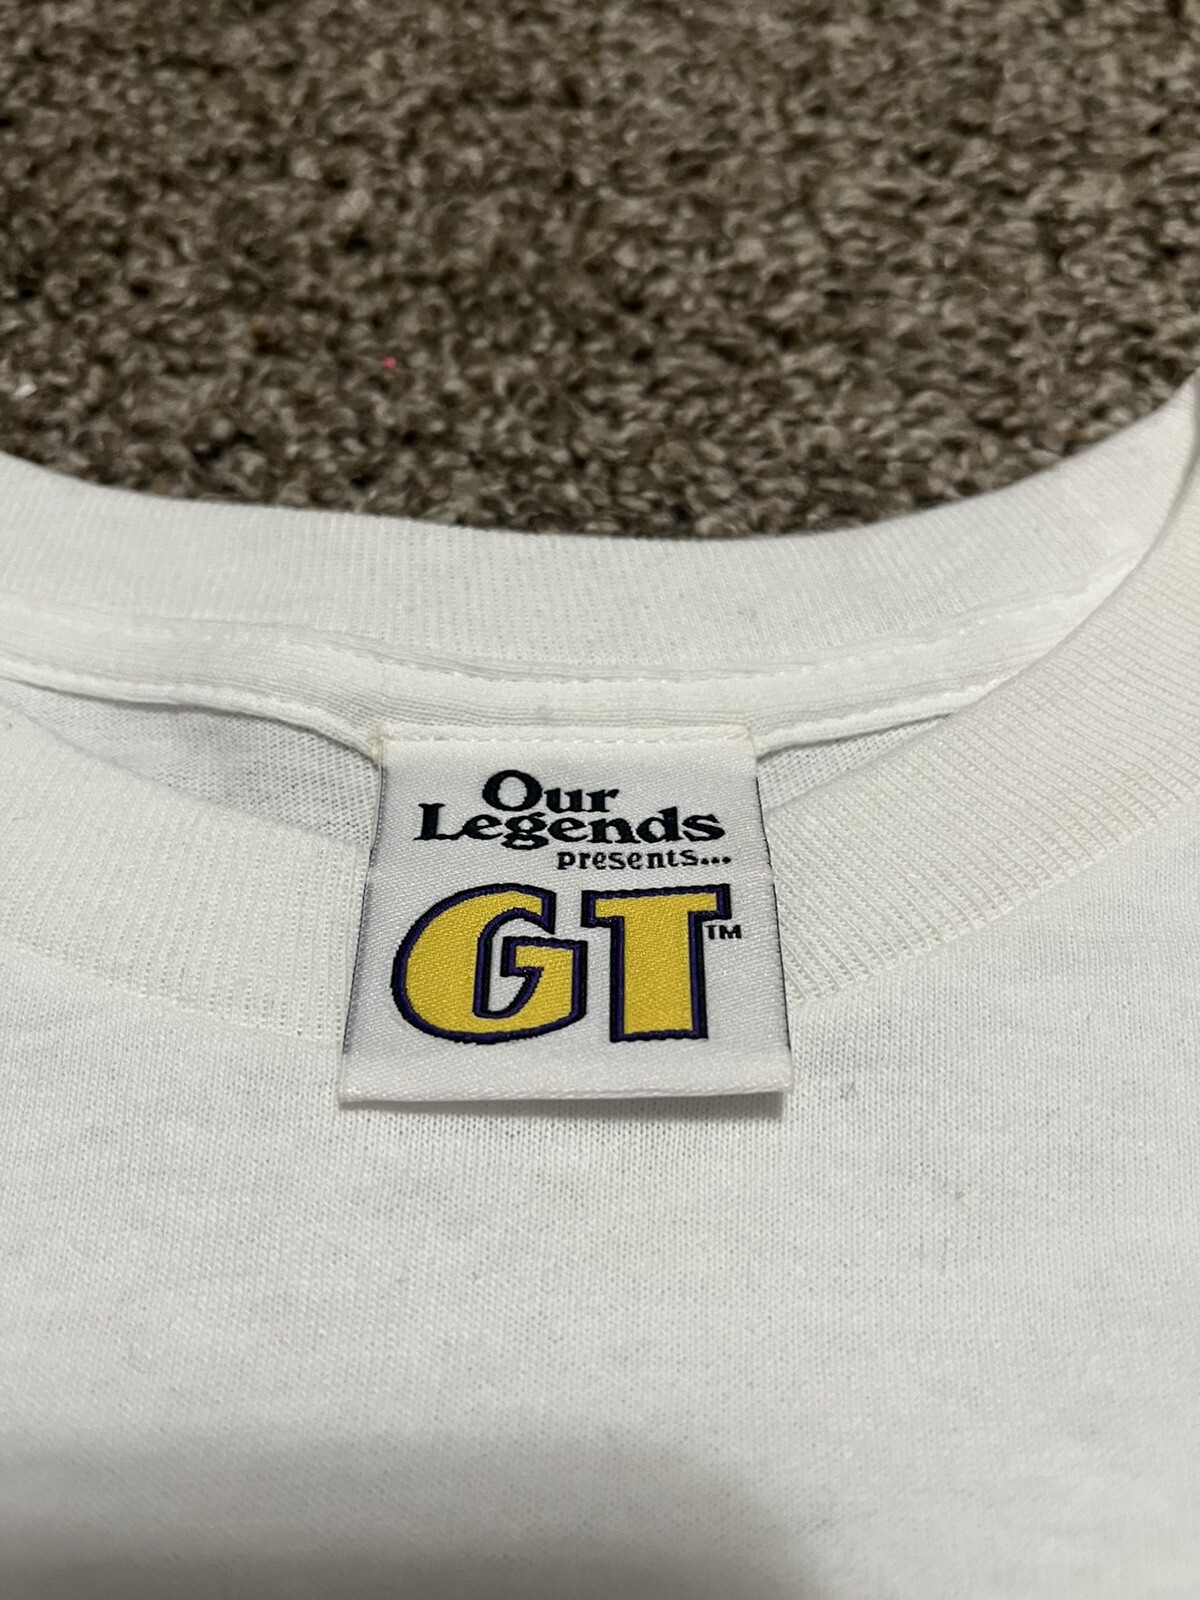 Our
Legends
presents...
GT™